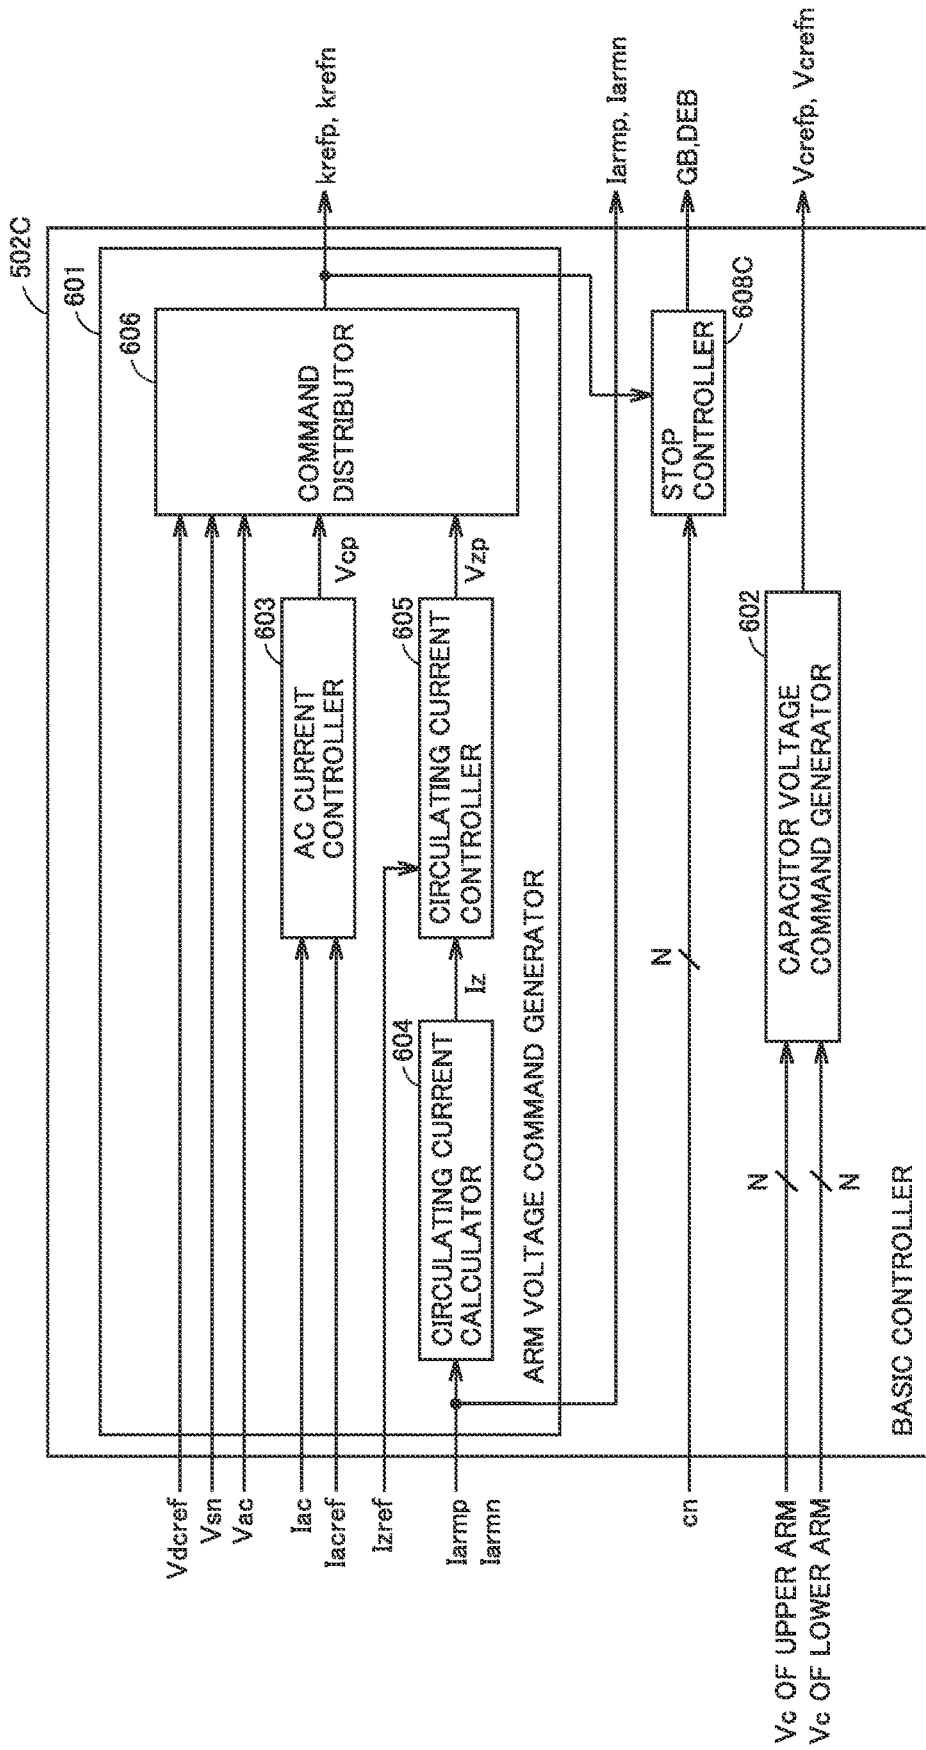 502C
601
606
Vdcref
Vsn
Vac
Iac
Iacref
Izref
Iarmp
Iarmn
603
AC CURRENT
CONTROLLER
Vcp
COMMAND
DISTRIBUTOR
krefp, krefn
604
CIRCULATING CURRENT
CALCULATOR
Iz
605
CIRCULATING CURRENT
CONTROLLER
Vzp
ARM VOLTAGE COMMAND GENERATOR
Iarmp, Iarmn
cn
N
STOP
CONTROLLER
608C
GB,DEB
Vc OF UPPER ARM
Vc OF LOWER ARM
N
N
602
CAPACITOR VOLTAGE
COMMAND GENERATOR
Vcrefp, Vcrefn
BASIC CONTROLLER